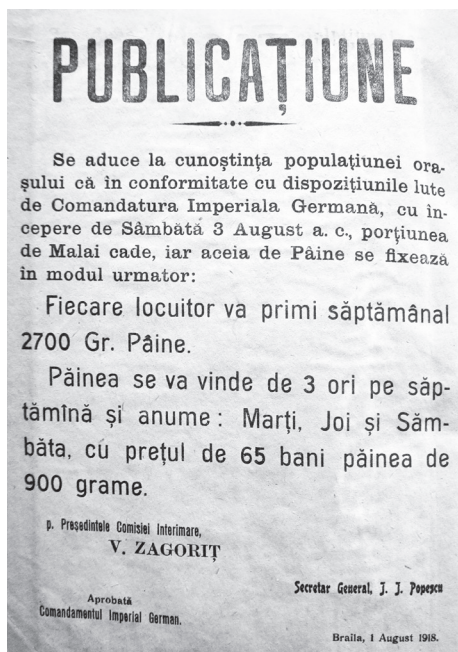 PUBLICAȚIUNE
Se aduce la cunoștința populațiunei ora-
șului că în conformitate cu dispozițiunile lute
de Comandatura Imperiala Germană, cu în-
cepere de Sâmbătă 3 August a. c., porțiunea
de Malai cade, iar aceia de Pâine se fixează
în modul urmator:
Fiecare locuitor va primi săptămânal
2700 Gr. Pâine.
Păinea se va vinde de 3 ori pe săp-
tămînă și anume : Marți, Joi și Săm-
băta, cu prețul de 65 bani păinea de
900 grame.
p. Președintele Comisiei Interimare,
V. ZAGORIȚ
Secretar General, J. J. Popescu
Aprobată
Comandamentul Imperial German.
Braila, 1 August 1918.